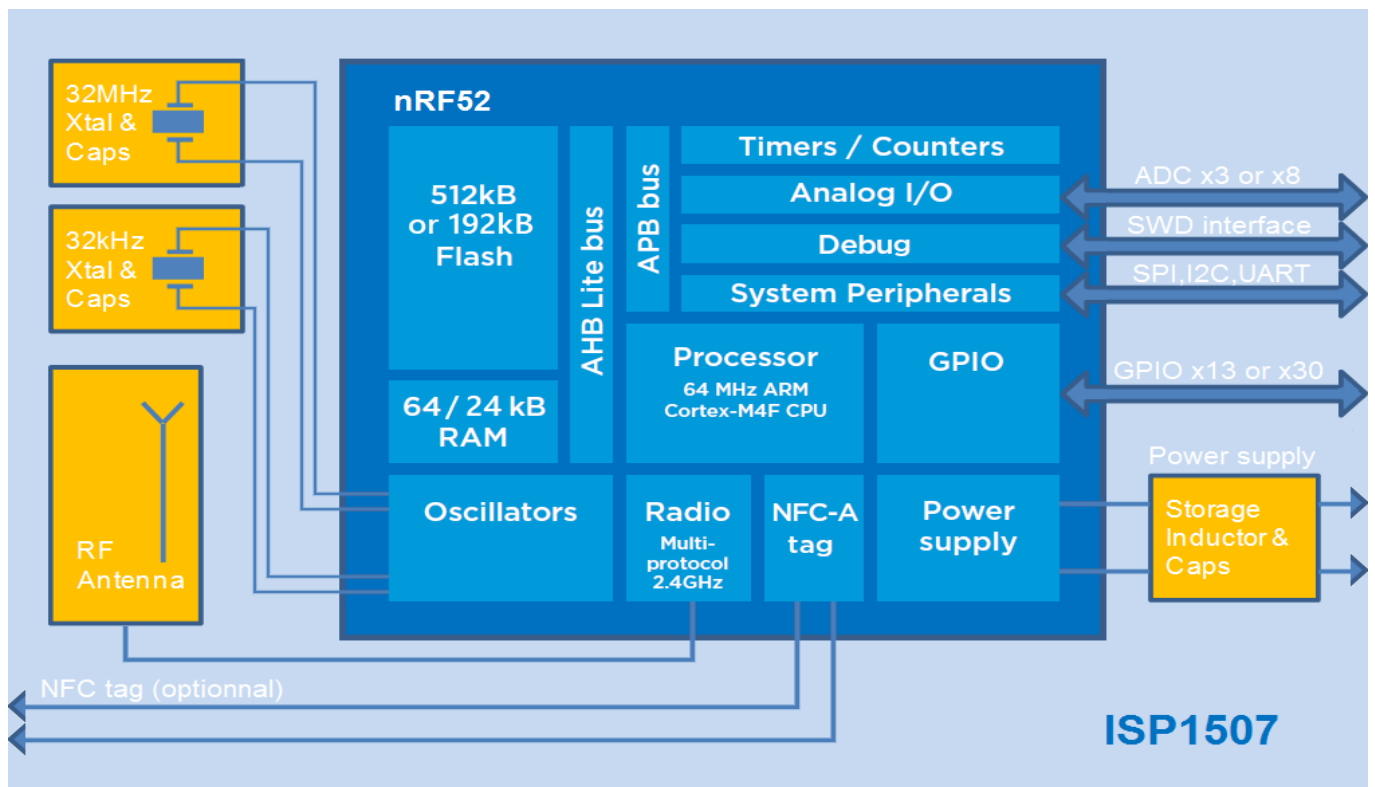 32MHz
Xtal &
Caps
32kHz
Xtal &
Caps
RF
Antenna
nRF52
512kB
or 192kB
Flash
64 / 24 kB
RAM
AHB Lite bus
APB bus
Timers / Counters
Analog I/O
Debug
System Peripherals
Processor
64 MHz ARM
Cortex-M4F CPU
GPIO
Oscillators
Radio
Multi-
protocol
2.4GHz
NFC-A
tag
Power
supply
ADC x3 or x8
SWD interface
SPI,I2C,UART
GPIO x13 or x30
Power supply
Storage
Inductor &
Caps
NFC tag (optionnal)
ISP1507